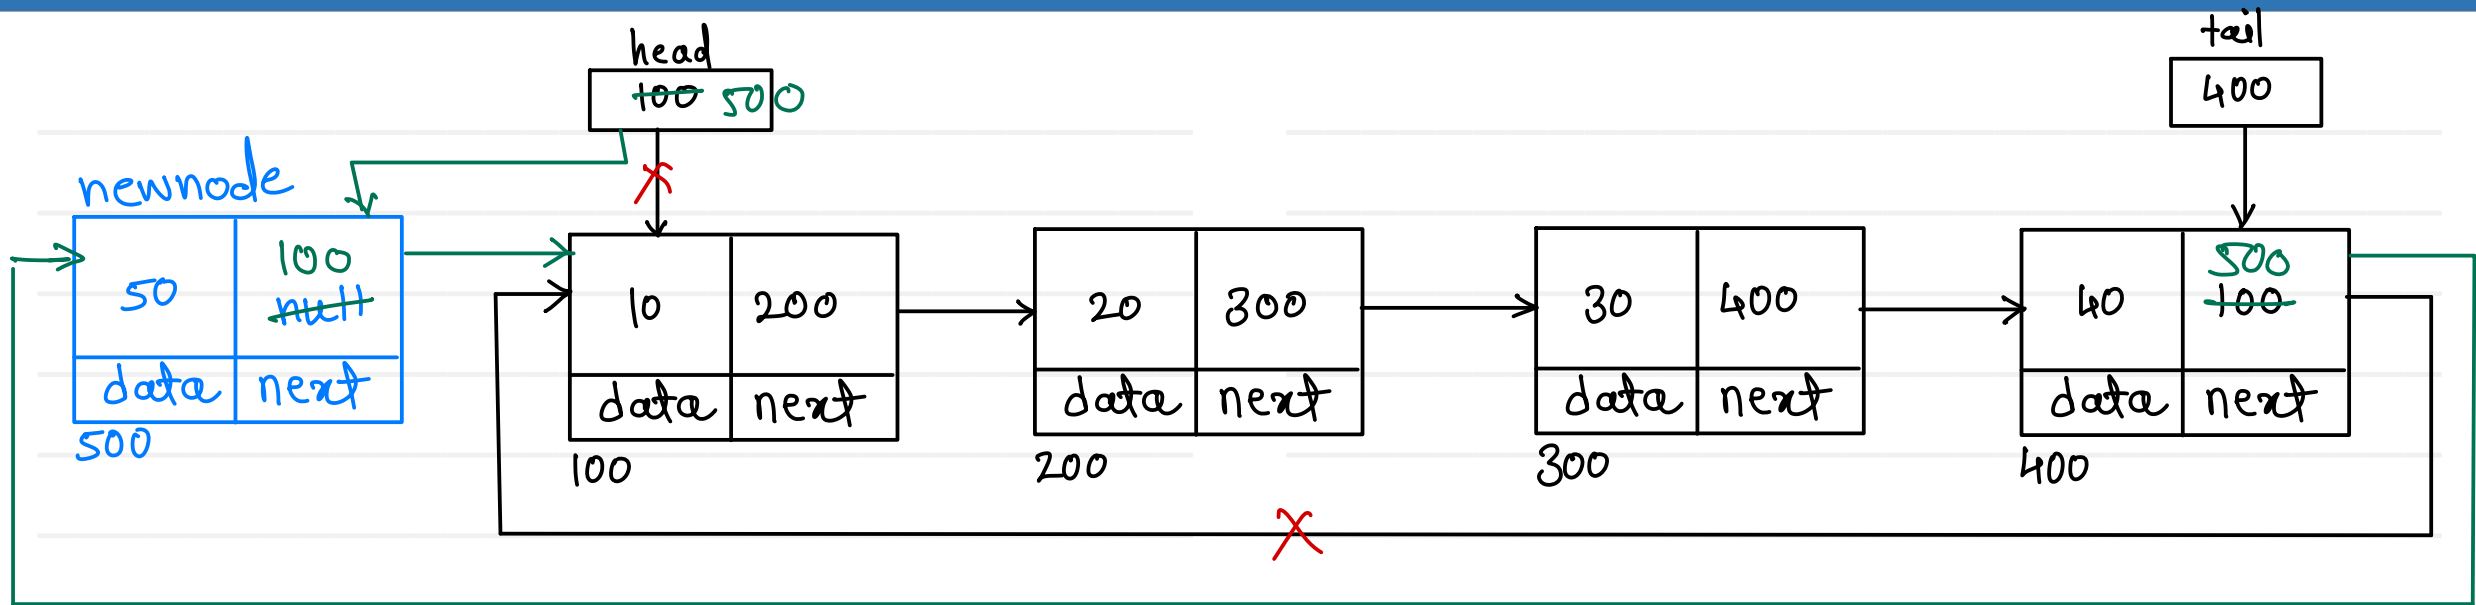 head
tail
100 500
400
newnode
50 100
null
data next
500
10 200
data next
100
20 300
data next
200
30 400
data next
300
40 500
100
data next
400